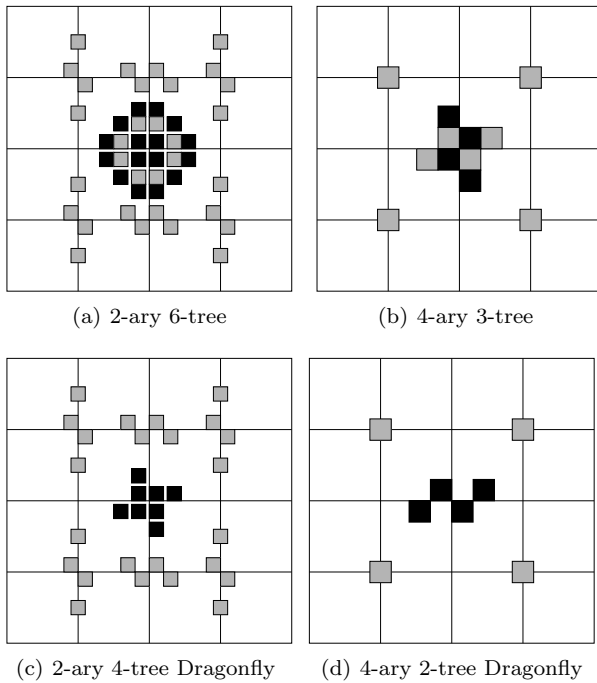 (a) 2-ary 6-tree
(b) 4-ary 3-tree
(c) 2-ary 4-tree Dragonfly
(d) 4-ary 2-tree Dragonfly